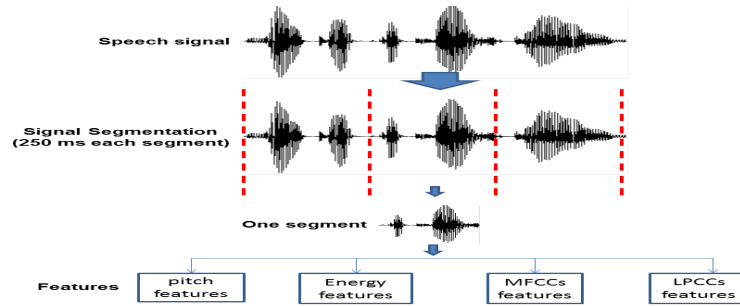 Speech signal
Signal Segmentation
(250 ms each segment)
One segment
Features
pitch
features
Energy
features
MFCCs
features
LPCCs
features